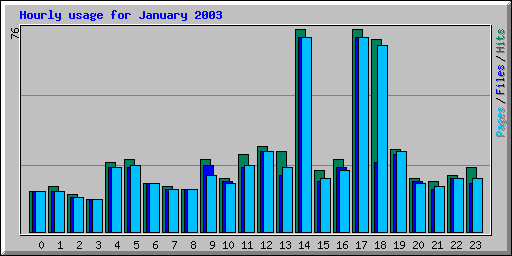 Hourly usage for January 2003
76
Pages/Files/Hits
0 1 2 3 4 5 6 7 8 9 10 11 12 13 14 15 16 17 18 19 20 21 22 23